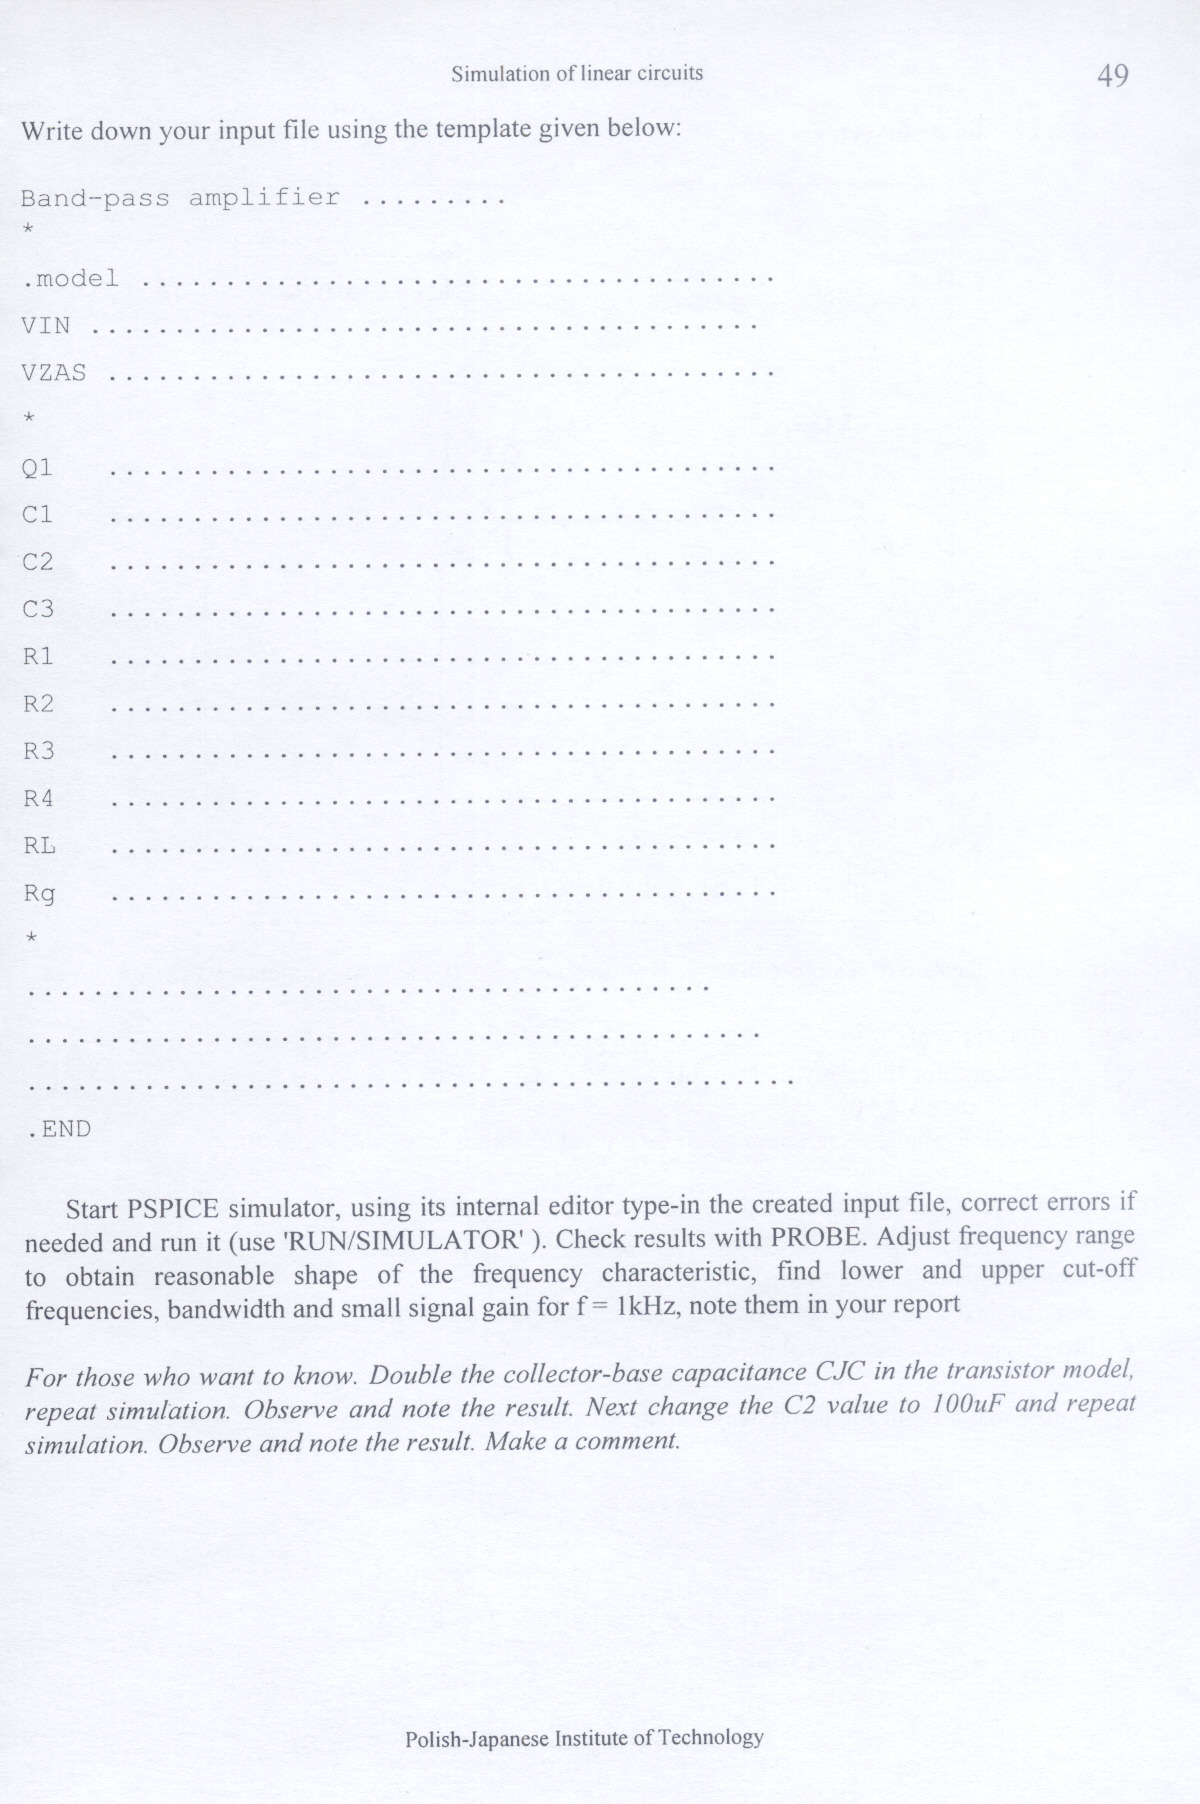 Simulation of linear circuits
49
Write down your input file using the template given below:
Band-pass amplifier .........
*
.model ......................................
VIN ........................................
VZAS ........................................
*
Q1 ........................................
C1 ........................................
C2 ........................................
C3 ........................................
R1 ........................................
R2 ........................................
R3 ........................................
R4 ........................................
RL ........................................
Rg ........................................
*
.........................................
............................................
..............................................
.END
Start PSPICE simulator, using its internal editor type-in the created input file, correct errors if
needed and run it (use 'RUN/SIMULATOR' ). Check results with PROBE. Adjust frequency range
to obtain reasonable shape of the frequency characteristic, find lower and upper cut-off
frequencies, bandwidth and small signal gain for f = 1kHz, note them in your report
For those who want to know. Double the collector-base capacitance CJC in the transistor model,
repeat simulation. Observe and note the result. Next change the C2 value to 100uF and repeat
simulation. Observe and note the result. Make a comment.
Polish-Japanese Institute of Technology